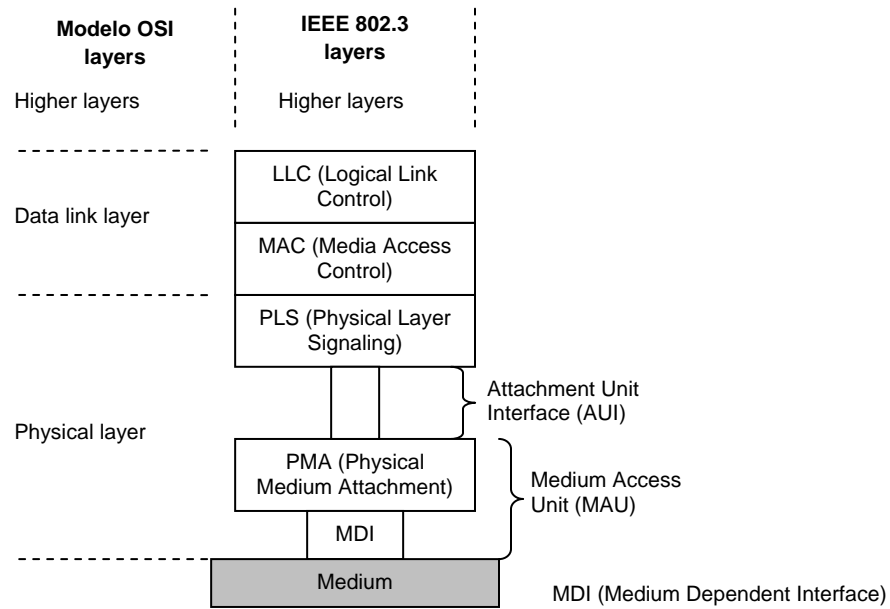 Modelo OSI
layers
IEEE 802.3
layers
Higher layers
Higher layers
LLC (Logical Link
Control)
Data link layer
MAC (Media Access
Control)
PLS (Physical Layer
Signaling)
Attachment Unit
Interface (AUI)
Physical layer
PMA (Physical
Medium Attachment)
Medium Access
Unit (MAU)
MDI
Medium
MDI (Medium Dependent Interface)